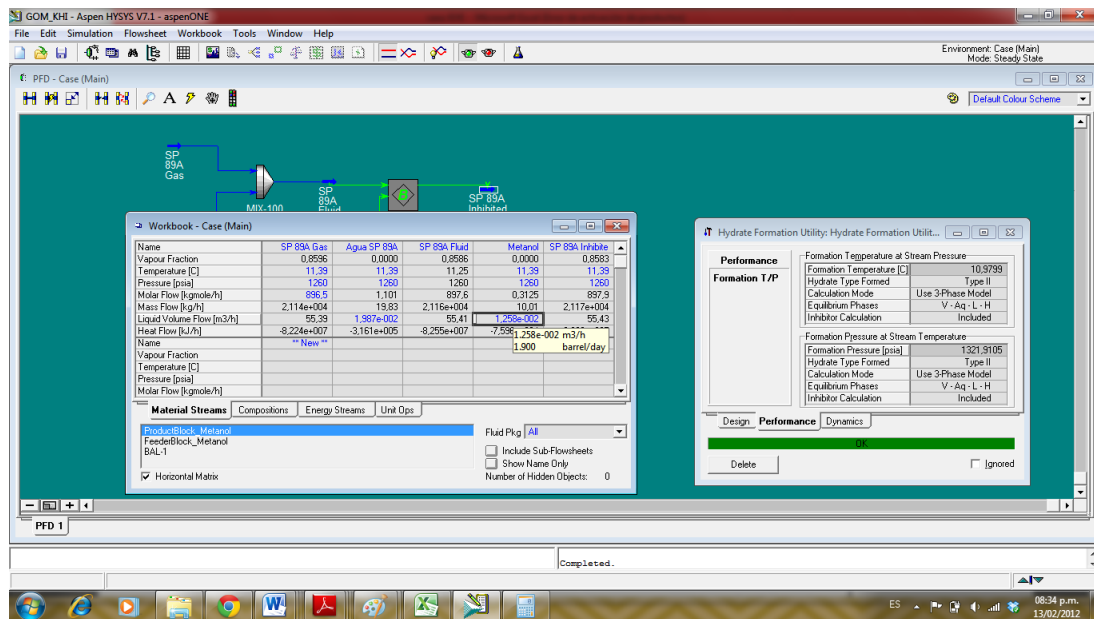 GOM_KHI - Aspen HYSYS V7.1 - aspenONE
File Edit Simulation Flowsheet Workbook Tools Window Help
Environment: Case (Main)
Mode: Steady State
PFD - Case (Main)
A
Default Colour Scheme
SP
89A
Gas
MIX-100
SP
89A
Fluid
SP 89A
Inhibited
Workbook - Case (Main)
Name SP 89A Gas Agua SP 89A SP 89A Fluid Metanol SP 89A Inhibite
Vapour Fraction 0,8596 0,0000 0,8586 0,0000 0,8583
Temperature [C] 11,39 11,39 11,25 11,39 11,39
Pressure [psia] 1260 1260 1260 1260 1260
Molar Flow [kgmole/h] 896,5 1,101 897,6 0,3125 897,9
Mass Flow [kg/h] 2,114e+004 19,83 2,116e+004 10,01 2,117e+004
Liquid Volume Flow [m3/h] 55,39 1,987e-002 55,41 1,258e-002 55,43
Heat Flow [kJ/h] -8,224e+007 -3,161e+005 -8,255e+007
1.258e-002 m3/h
1.900 barrel/day
Name ** New **
Vapour Fraction
Temperature [C]
Pressure [psia]
Molar Flow [kgmole/h]
Material Streams Compositions Energy Streams Unit Ops
ProductBlock_Metanol
FeederBlock_Metanol
BAL-1
Fluid Pkg All
Include Sub-Flowsheets
Show Name Only
Number of Hidden Objects: 0
Horizontal Matrix
Hydrate Formation Utility: Hydrate Formation Utilit...
Performance
Formation T/P
Formation Temperature at Stream Pressure
Formation Temperature [C] 10,9799
Hydrate Type Formed Type II
Calculation Mode Use 3-Phase Model
Equilibrium Phases V - Aq - L - H
Inhibitor Calculation Included
Formation Pressure at Stream Temperature
Formation Pressure [psia] 1321,9105
Hydrate Type Formed Type II
Calculation Mode Use 3-Phase Model
Equilibrium Phases V - Aq - L - H
Inhibitor Calculation Included
Design Performance Dynamics
OK
Delete
Ignored
PFD 1
Completed.
ES
08:34 p.m.
13/02/2012